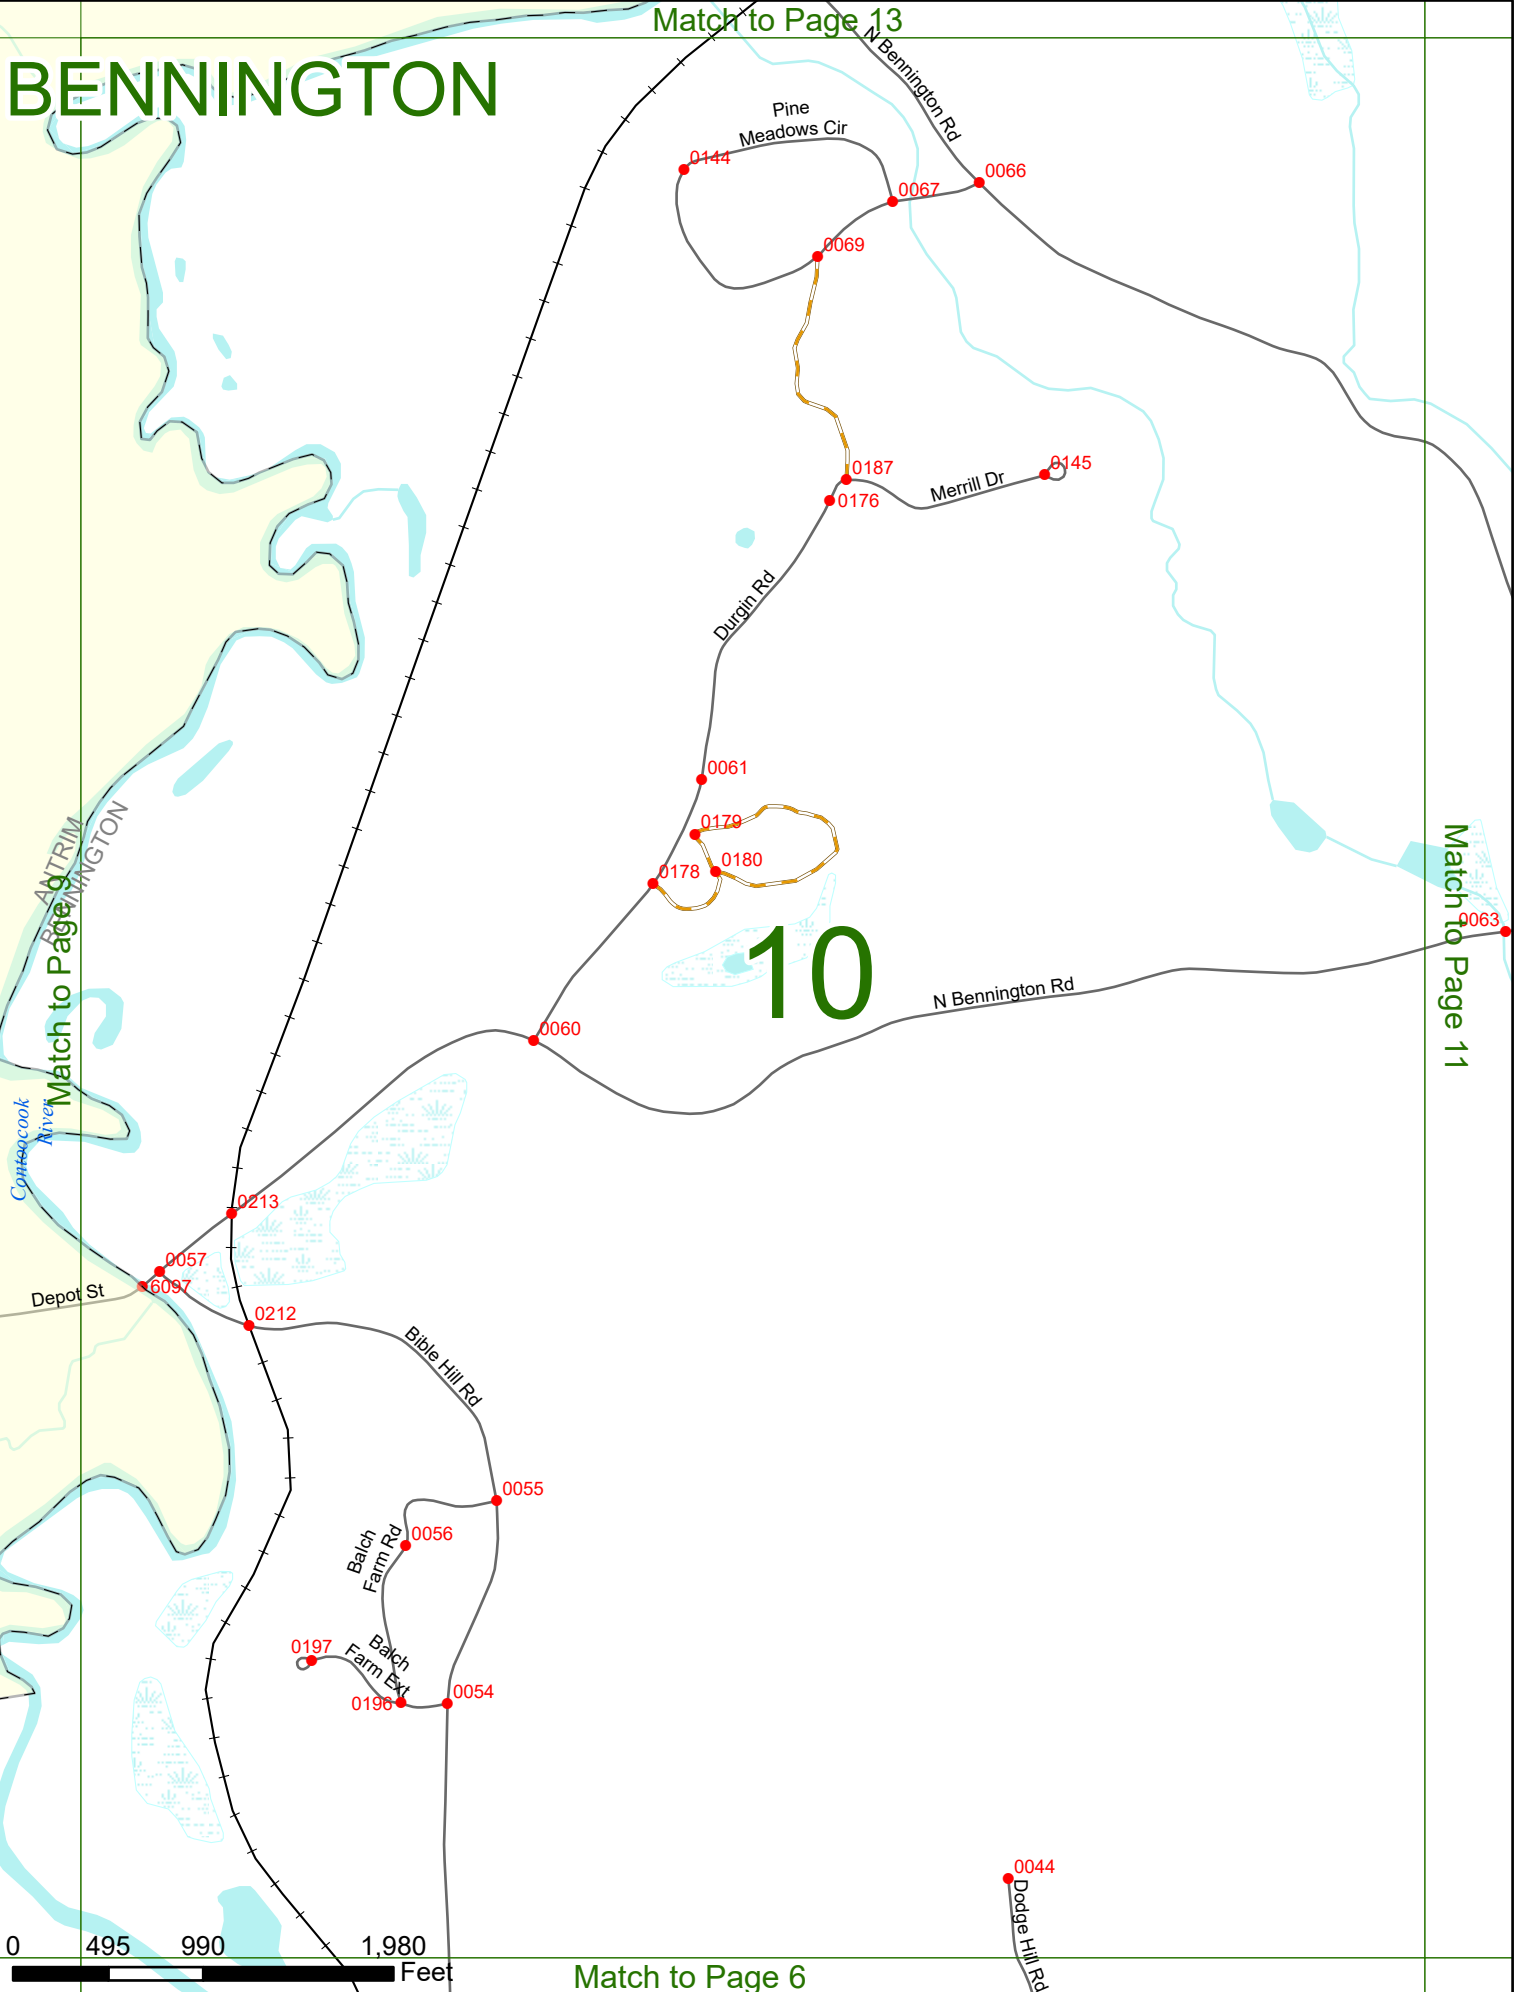 Match to Page 13
BENNINGTON
N Bennington Rd
Pine
Meadows Cir
0144
0066
0067
0069
0145
0187
Merrill Dr
0176
Durgin Rd
0061
0179
0180
0178
ANTRIM
BENNINGTON
Match to Page 9
Match to Page 11
0063
10
N Bennington Rd
0060
Contoocook
River
0213
0057
6097
Depot St
0212
Bible Hill Rd
0055
0056
Balch
Farm Rd
0197
Balch
Farm Ext
0196
0054
0044
Dodge Hill Rd
0 495 990 1,980
Feet
Match to Page 6